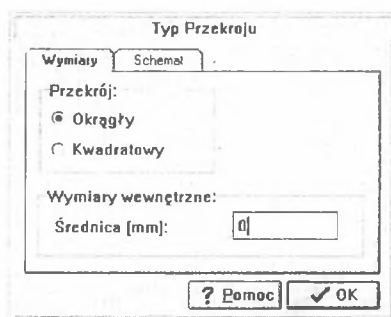 Typ Przekroju
Wymiary Schemat
Przekrój:
Okrągły
Kwadratowy
Wymiary wewnętrzne:
Średnica [mm]: 0
? Pomoc OK